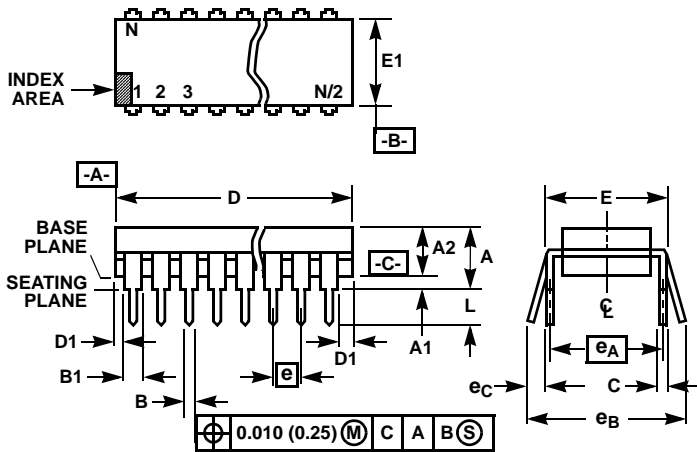 N
INDEX
AREA
1 2 3 N/2
E1
-B-
-A-
D
E
BASE
PLANE
A2
A
-C-
SEATING
PLANE
L
C
L
D1
A1
D1
eA
B1
e
B
eC
C
eB
0.010 (0.25) M C A B S